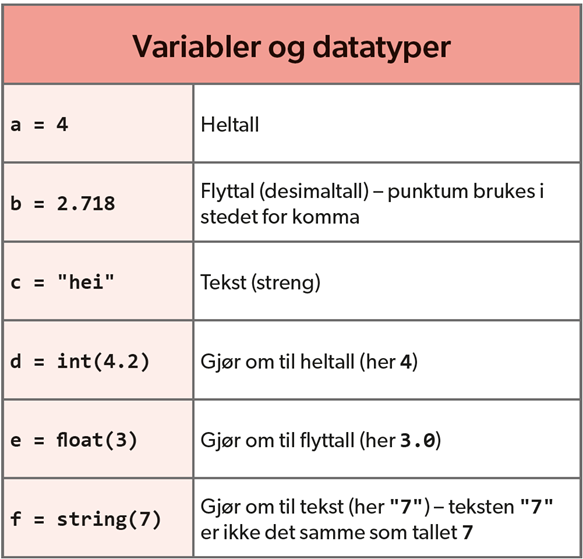 Variabler og datatyper
a = 4
Heltall
b = 2.718
Flyttal (desimaltall) – punktum brukes i
stedet for komma
c = "hei"
Tekst (streng)
d = int(4.2)
Gjør om til heltall (her 4)
e = float(3)
Gjør om til flyttall (her 3.0)
f = string(7)
Gjør om til tekst (her "7") – teksten "7"
er ikke det samme som tallet 7